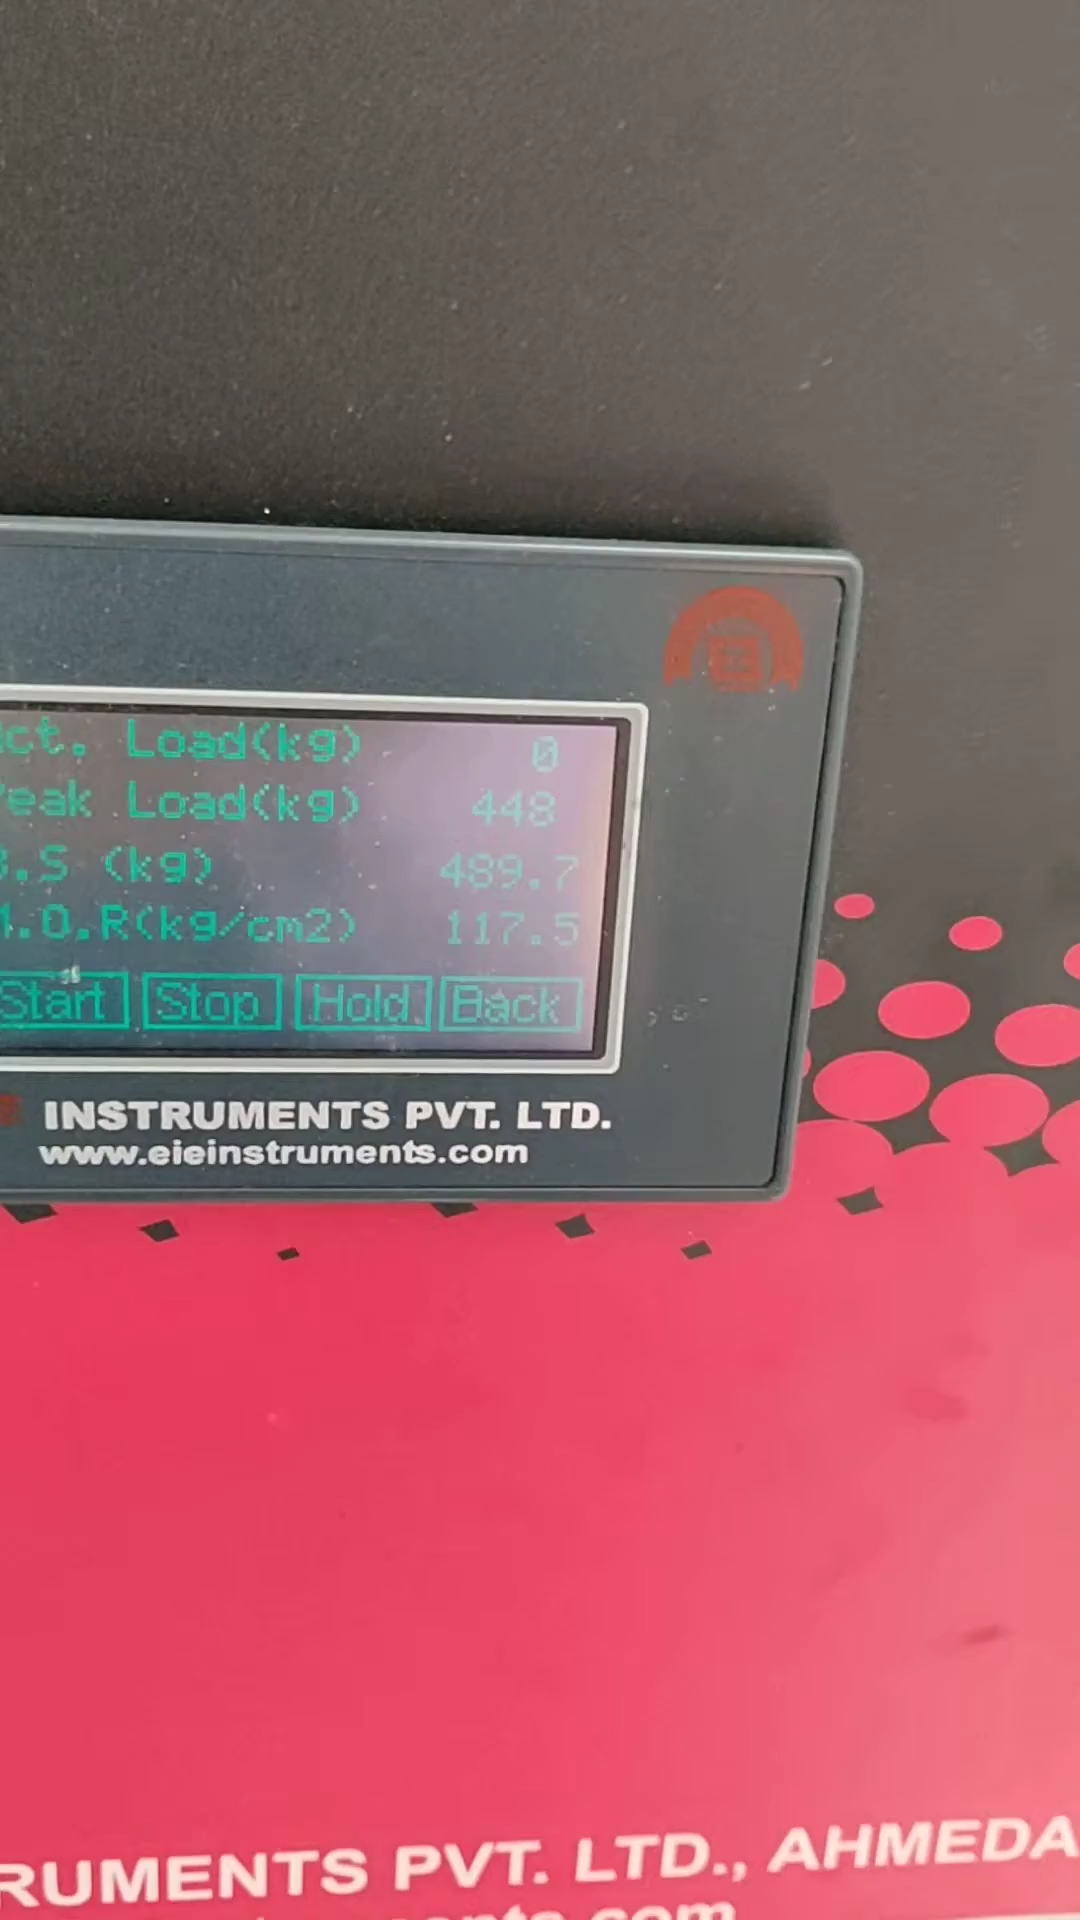 ct. Load(kg) 0
eak Load(kg) 448
.S (kg) 489.7
.O.R(kg/cm2) 117.5
Start Stop Hold Back
INSTRUMENTS PVT. LTD.
www.eieinstruments.com
RUMENTS PVT. LTD., AHMEDA